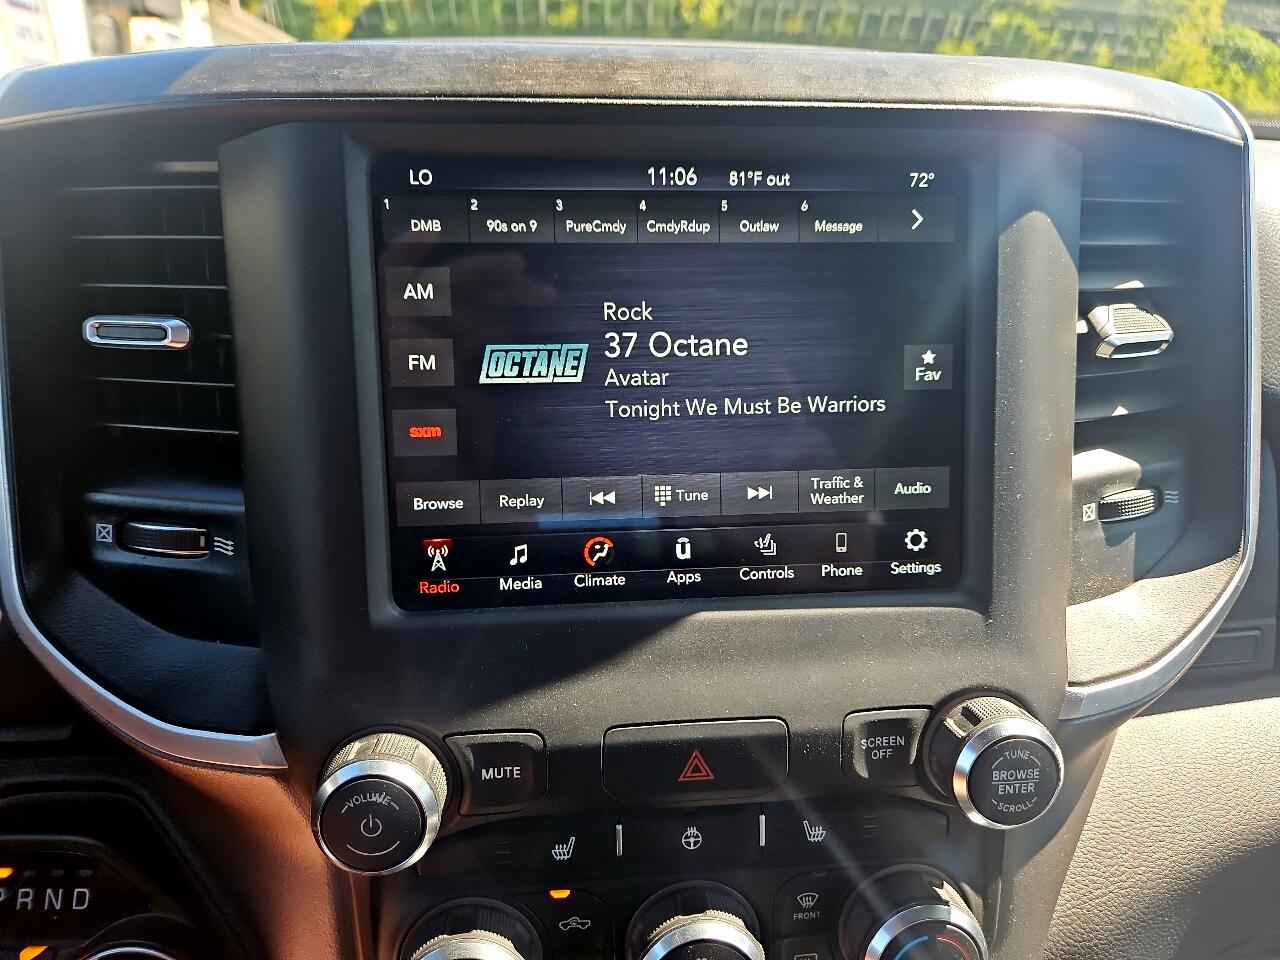 LO 11:06 81°F out 72°
1 DMB 2 90s on 9 3 PureCmdy 4 CmdyRdup 5 Outlaw 6 Message
AM
FM
sxm
OCTANE
Rock
37 Octane
Avatar
Tonight We Must Be Warriors
Fav
Browse Replay Tune Traffic & Weather Audio
Radio Media Climate Apps Controls Phone Settings
VOLUME
MUTE
SCREEN
OFF
TUNE
BROWSE
ENTER
SCROLL
PRND
FRONT